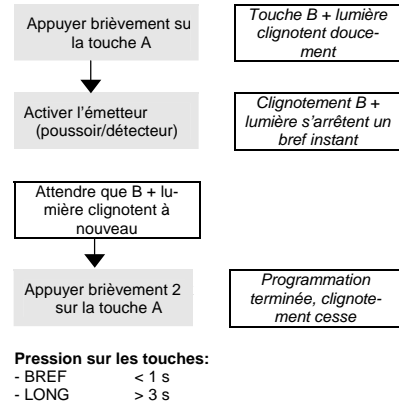 Appuyer brièvement su
la touche A
Touche B + lumière
clignotent douce-
ment
Activer l’émetteur
(poussoir/détecteur)
Clignotement B +
lumière s’arrêtent un
bref instant
Attendre que B + lu-
mière clignotent à
nouveau
Appuyer brièvement 2
sur la touche A
Programmation
terminée, clignote-
ment cesse
Pression sur les touches:
- BREF < 1 s
- LONG > 3 s